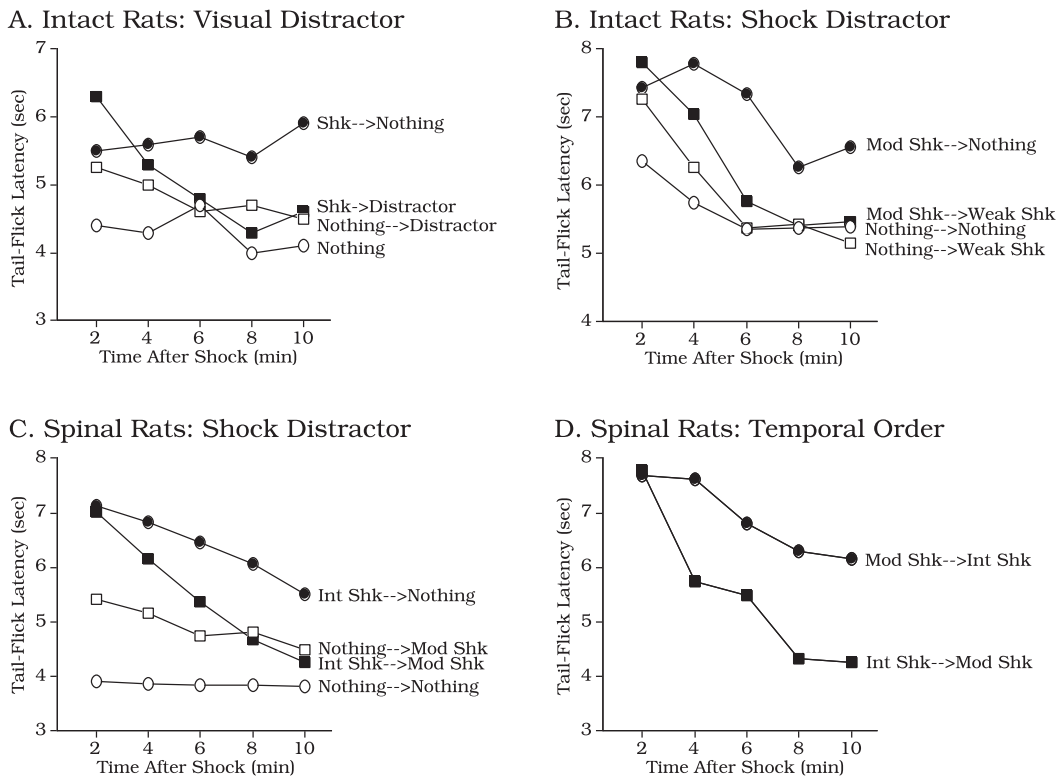 A. Intact Rats: Visual Distractor
7
6
5
4
3
Tail-Flick Latency (sec)
Shk-->Nothing
Shk->Distractor
Nothing-->Distractor
Nothing
2 4 6 8 10
Time After Shock (min)
B. Intact Rats: Shock Distractor
8
7
6
5
4
Tail-Flick Latency (sec)
Mod Shk-->Nothing
Mod Shk-->Weak Shk
Nothing-->Nothing
Nothing-->Weak Shk
2 4 6 8 10
Time After Shock (min)
C. Spinal Rats: Shock Distractor
8
7
6
5
4
3
Tail-Flick Latency (sec)
Int Shk-->Nothing
Nothing-->Mod Shk
Int Shk-->Mod Shk
Nothing-->Nothing
2 4 6 8 10
Time After Shock (min)
D. Spinal Rats: Temporal Order
8
7
6
5
4
3
Tail-Flick Latency (sec)
Mod Shk-->Int Shk
Int Shk-->Mod Shk
2 4 6 8 10
Time After Shock (min)